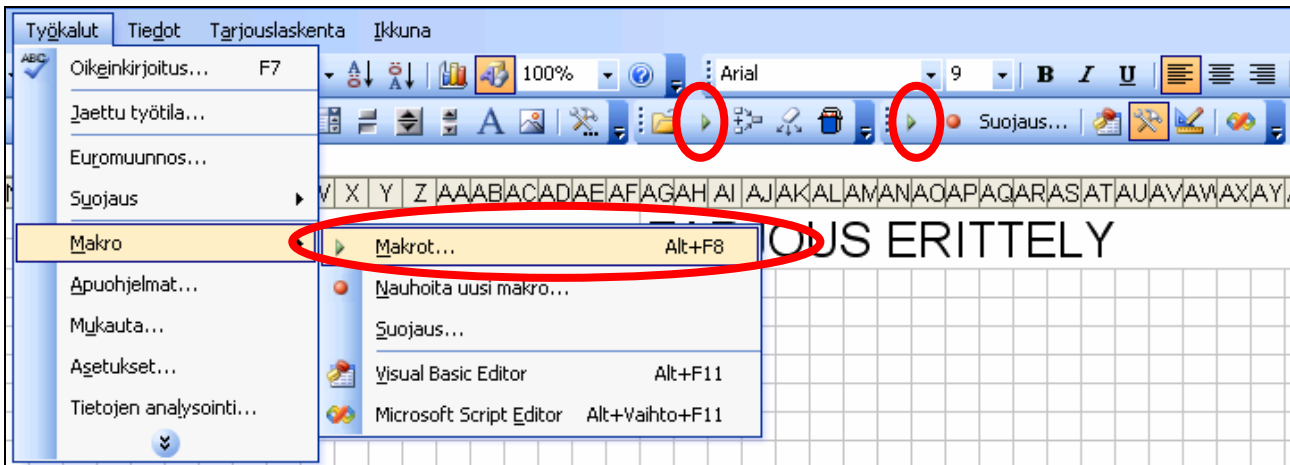 Työkalut Tiedot Tarjouslaskenta Ikkuna
ABC Oikeinkirjoitus... F7
100% Arial 9 B I U
Jaettu työtila...
A Suojaus...
Euromuunnos...
Suojaus
X Y Z AA AB AC AD AE AF AG AH AI AJ AK AL AM AN AO AP AQ AR AS AT AU AV AW AX AY
Makro
Makrot... Alt+F8
OUS ERITTELY
Apuohjelmat...
Nauhoita uusi makro...
Mukauta...
Suojaus...
Asetukset...
Visual Basic Editor Alt+F11
Tietojen analysointi...
Microsoft Script Editor Alt+Vaihto+F11